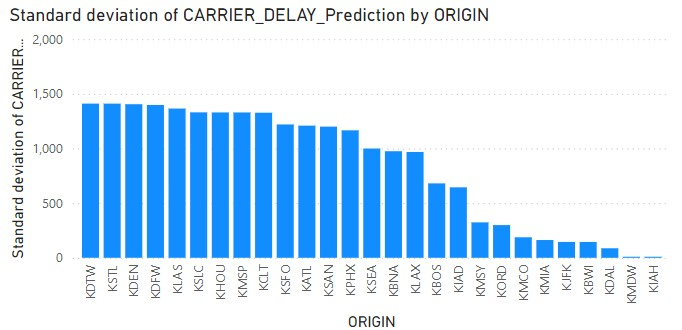 Standard deviation of CARRIER_DELAY_Prediction by ORIGIN
Standard deviation of CARRIER...
2,000
1,500
1,000
500
0
KDTW KSTL KDEN KDFW KLAS KSLC KHOU KMSP KCLT KSFO KATL KSAN KPHX KSEA KBNA KLAX KBOS KIAD KMSY KORD KMCO KMIA KJFK KBWI KDAL KMDW KIAH
ORIGIN